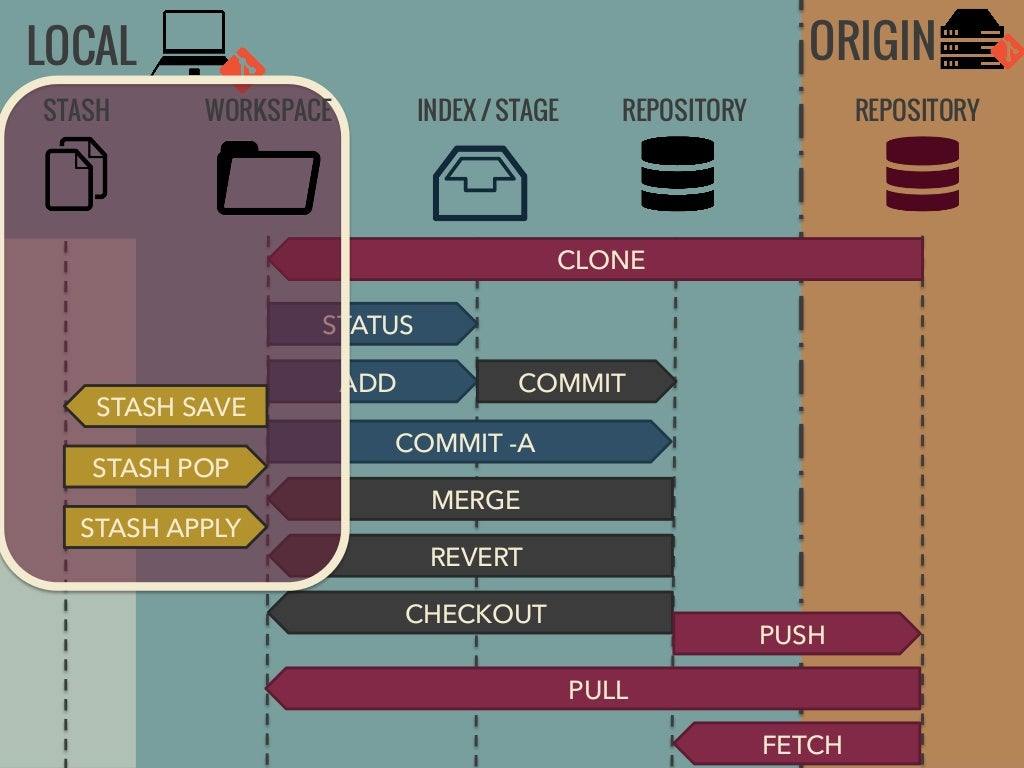 LOCAL
ORIGIN
STASH
WORKSPACE
INDEX / STAGE
REPOSITORY
REPOSITORY
CLONE
STATUS
ADD
COMMIT
STASH SAVE
COMMIT -A
STASH POP
MERGE
STASH APPLY
REVERT
CHECKOUT
PUSH
PULL
FETCH